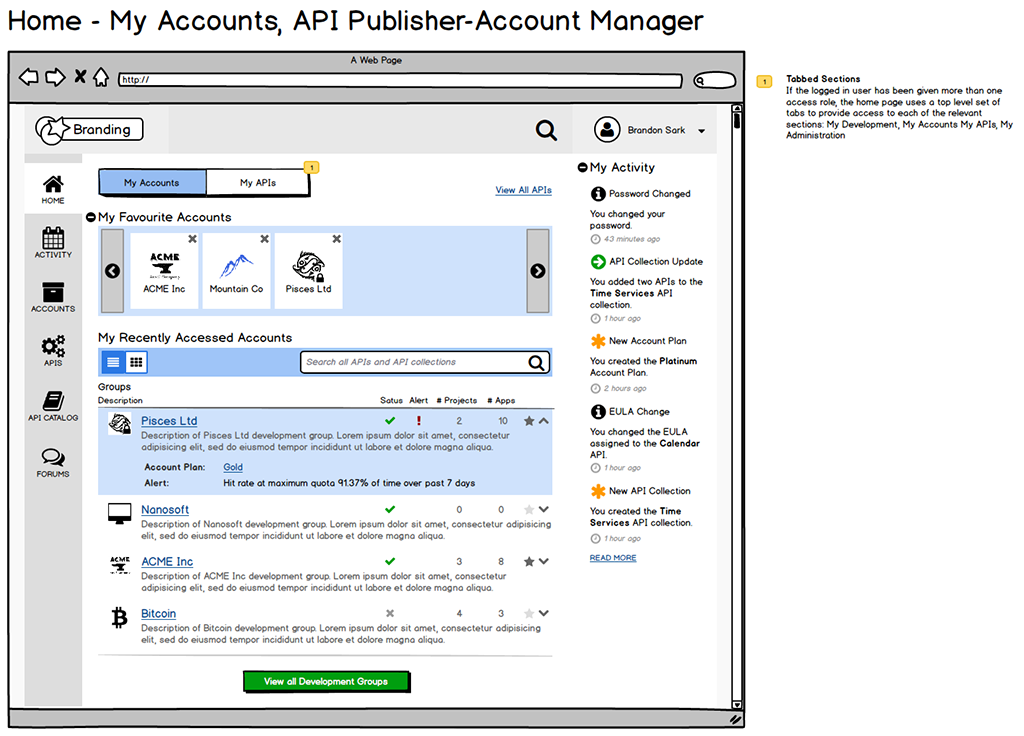 Home - My Accounts, API Publisher-Account Manager
A Web Page
http://
1
Tabbed Sections
If the logged in user has been given more than one
access role, the home page uses a top level set of
tabs to provide access to each of the relevant
sections: My Development, My Accounts My APIs, My
Administration
Branding
Brandon Sark
HOME
ACTIVITY
ACCOUNTS
APIS
API CATALOG
FORUMS
My Accounts
My APIs
1
View All APIs
My Favourite Accounts
ACME
ACME Inc
Mountain Co
Pisces Ltd
My Recently Accessed Accounts
Search all APIs and API collections
Groups
Description Satus Alert # Projects # Apps
Pisces Ltd ! 2 10
Description of Pisces Ltd development group. Lorem ipsum dolor sit amet, consectetur
adipisicing elit, sed do eiusmod tempor incididunt ut labore et dolore magna aliqua.
Account Plan: Gold
Alert: Hit rate at maximum quota 91.37% of time over past 7 days
Nanosoft 0 0
Description of Nanosoft development group. Lorem ipsum dolor sit amet, consectetur adipisicing
elit, sed do eiusmod tempor incididunt ut labore et dolore magna aliqua.
ACME
ACME Inc 3 8
Description of ACME Inc development group. Lorem ipsum dolor sit amet, consectetur
adipisicing elit, sed do eiusmod tempor incididunt ut labore et dolore magna aliqua.
Bitcoin 4 3
Description of Bitcoin development group. Lorem ipsum dolor sit amet, consectetur adipisicing
elit, sed do eiusmod tempor incididunt ut labore et dolore magna aliqua.
View all Development Groups
My Activity
Password Changed
You changed your
password.
43 minutes ago
API Collection Update
You added two APIs to the
Time Services API
collection.
1 hour ago
New Account Plan
You created the Platinum
Account Plan.
2 hours ago
EULA Change
You changed the EULA
assigned to the Calendar
API.
1 hour ago
New API Collection
You created the Time
Services API collection.
1 hour ago
READ MORE